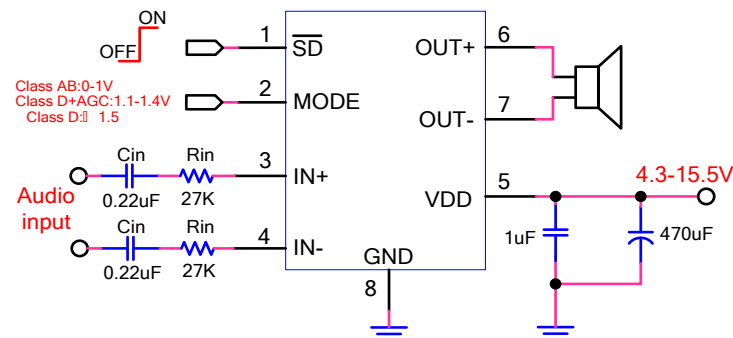 ON
OFF
Class AB:0-1V
Class D+AGC:1.1-1.4V
Class D:▯ 1.5
1
SD
2
MODE
Cin
Rin
3
IN+
0.22uF
27K
Audio
input
Cin
Rin
4
IN-
0.22uF
27K
GND
8
6
OUT+
7
OUT-
5
VDD
4.3-15.5V
1uF
470uF